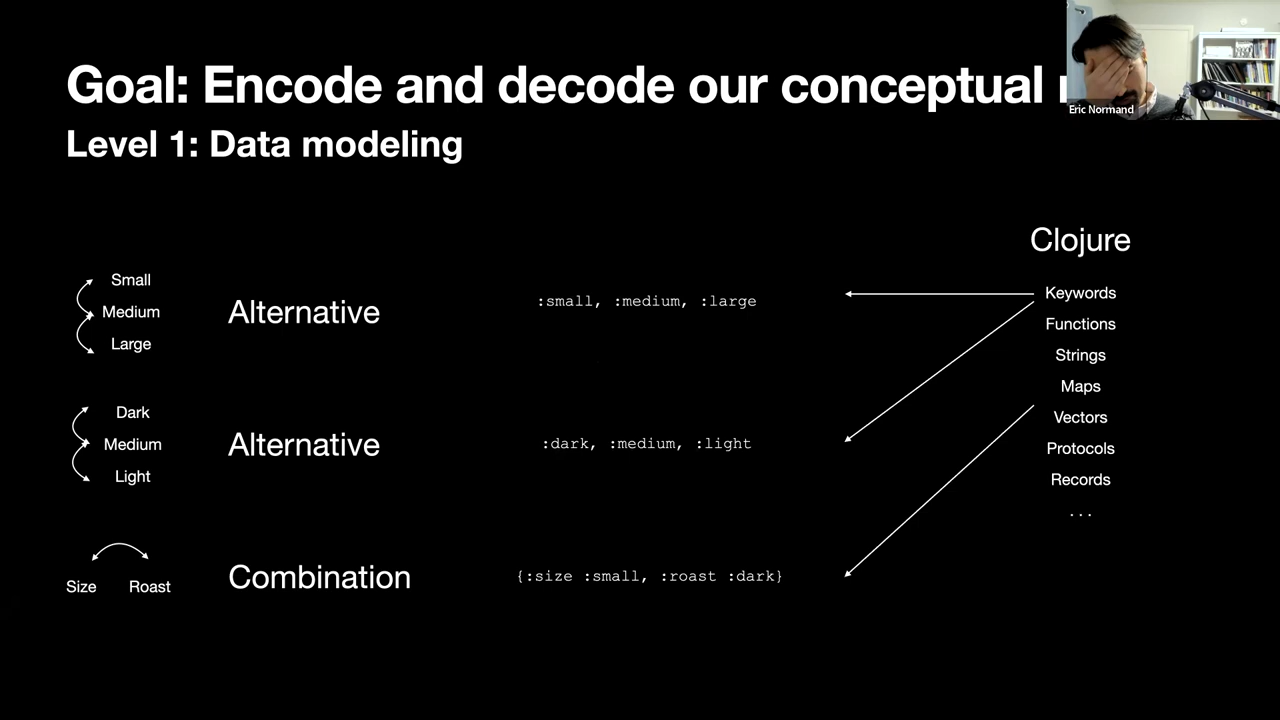 Goal: Encode and decode our conceptual
Eric Normand
Level 1: Data modeling
Clojure
Small
Medium
Large
Alternative
:small, :medium, :large
Dark
Medium
Light
Alternative
:dark, :medium, :light
Size
Roast
Combination
{:size :small, :roast :dark}
Keywords
Functions
Strings
Maps
Vectors
Protocols
Records
...